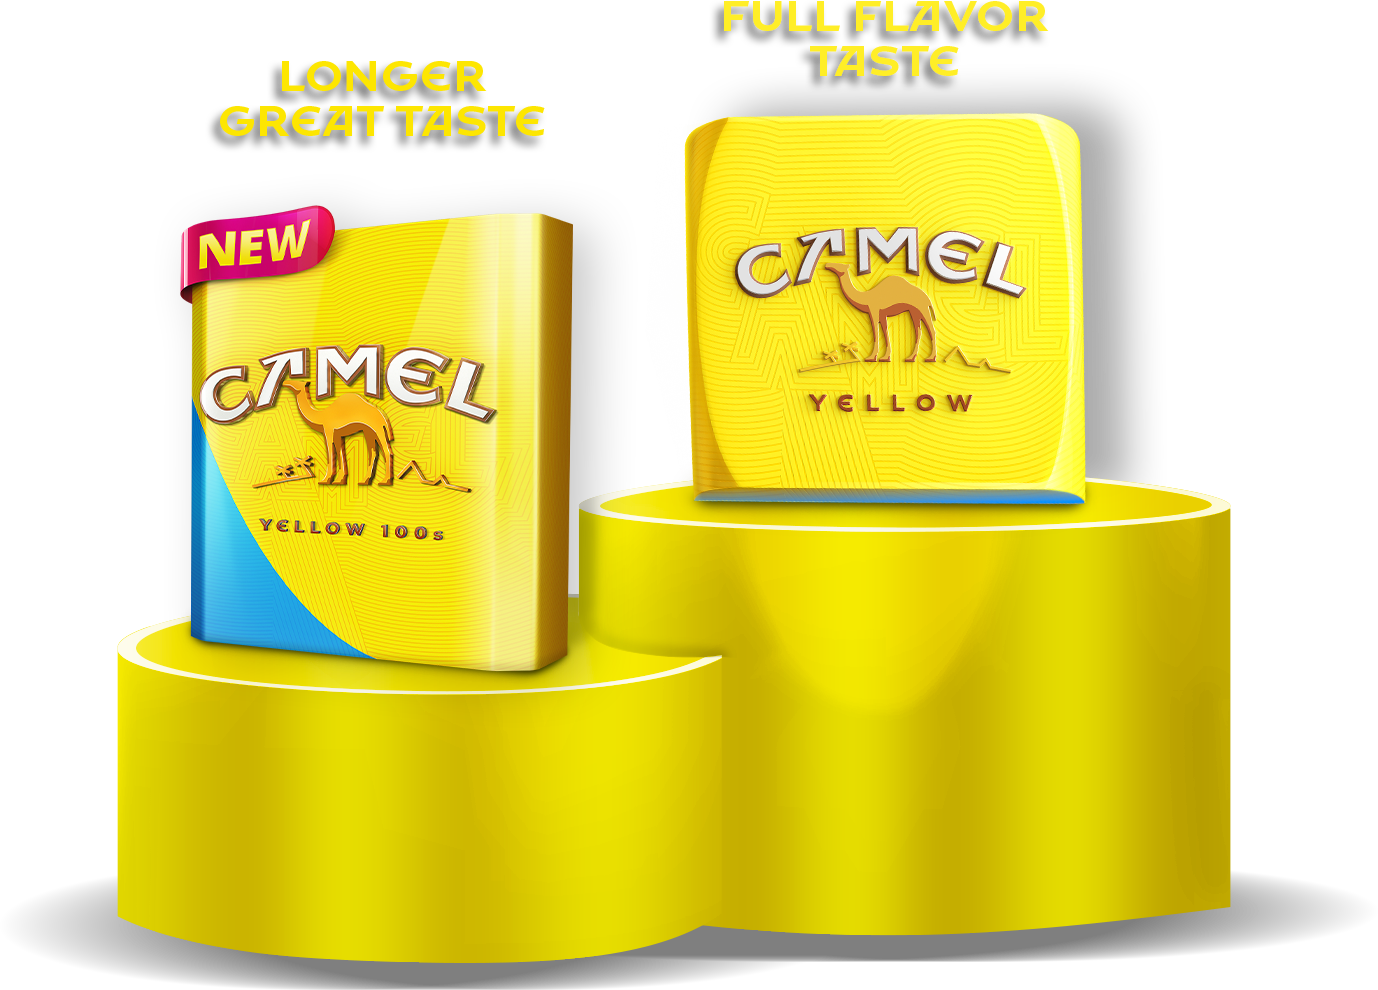 LONGER
GREAT TASTE
NEW
CAMEL
YELLOW 100s
FULL FLAVOR
TASTE
CAMEL
YELLOW